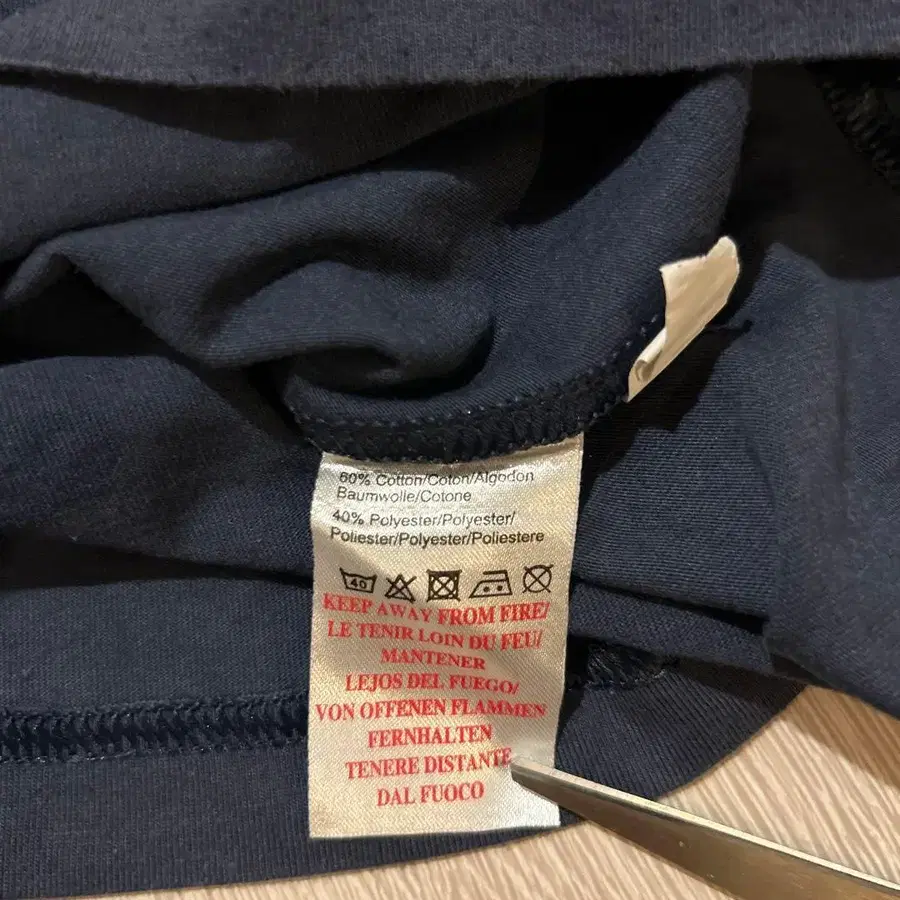 60% Cotton/Coton/Algodon
Baumwolle/Cotone
40% Polyester/Polyester/
Poliester/Polyester/Poliestere
40
KEEP AWAY FROM FIRE/
LE TENIR LOIN DU FEU/
MANTENER
LEJOS DEL FUEGO/
VON OFFENEN FLAMMEN
FERNHALTEN
TENERE DISTANTE
DAL FUOCO